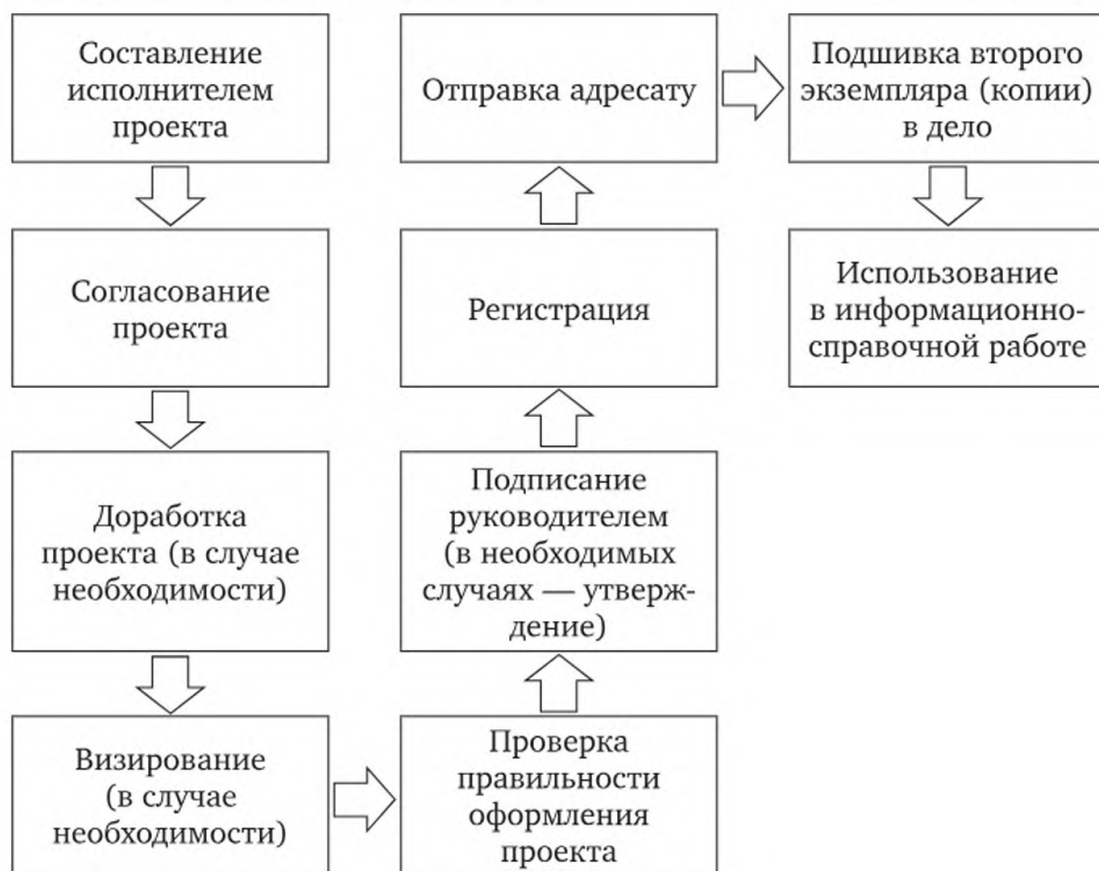 Составление
исполнителем
проекта
Согласование
проекта
Доработка
проекта (в случае
необходимости)
Визирование
(в случае
необходимости)
Проверка
правильности
оформления
проекта
Подписание
руководителем
(в необходимых
случаях — утверж-
дение)
Регистрация
Отправка адресату
Подшивка второго
экземпляра (копии)
в дело
Использование
в информационно-
справочной работе